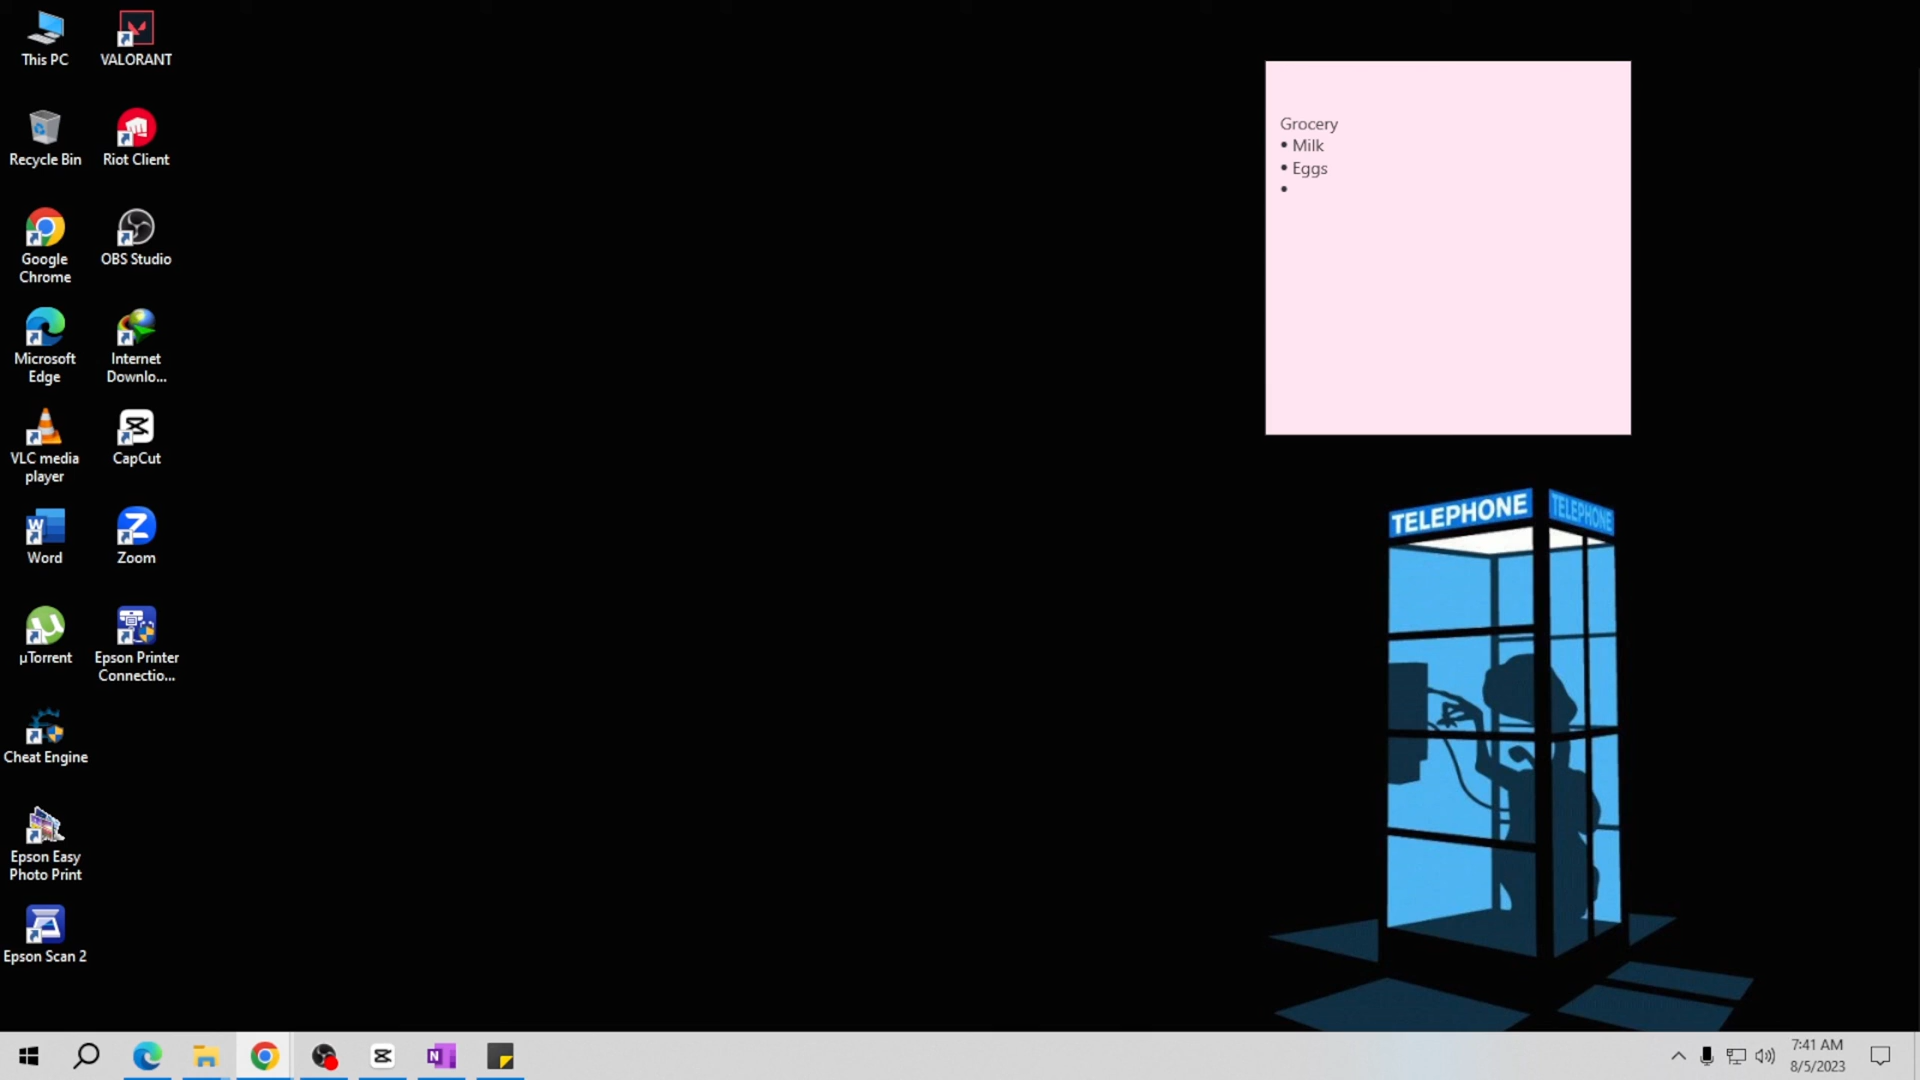 This PC
VALORANT
Recycle Bin
Riot Client
Google
Chrome
OBS Studio
Microsoft
Edge
Internet
Downlo...
VLC media
player
CapCut
Word
Zoom
µTorrent
Epson Printer
Connectio...
Cheat Engine
Epson Easy
Photo Print
Epson Scan 2
Grocery
• Milk
• Eggs
•
TELEPHONE
TELEPHONE
7:41 AM
8/5/2023